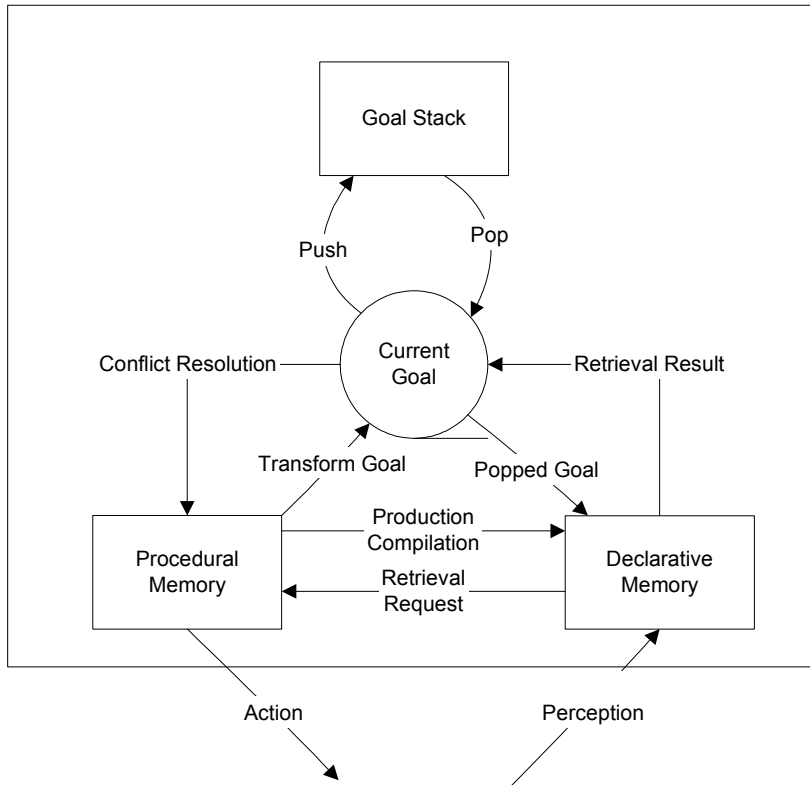 Goal Stack
Push
Pop
Current
Goal
Conflict Resolution
Retrieval Result
Transform Goal
Popped Goal
Production
Compilation
Procedural
Memory
Declarative
Memory
Retrieval
Request
Action
Perception